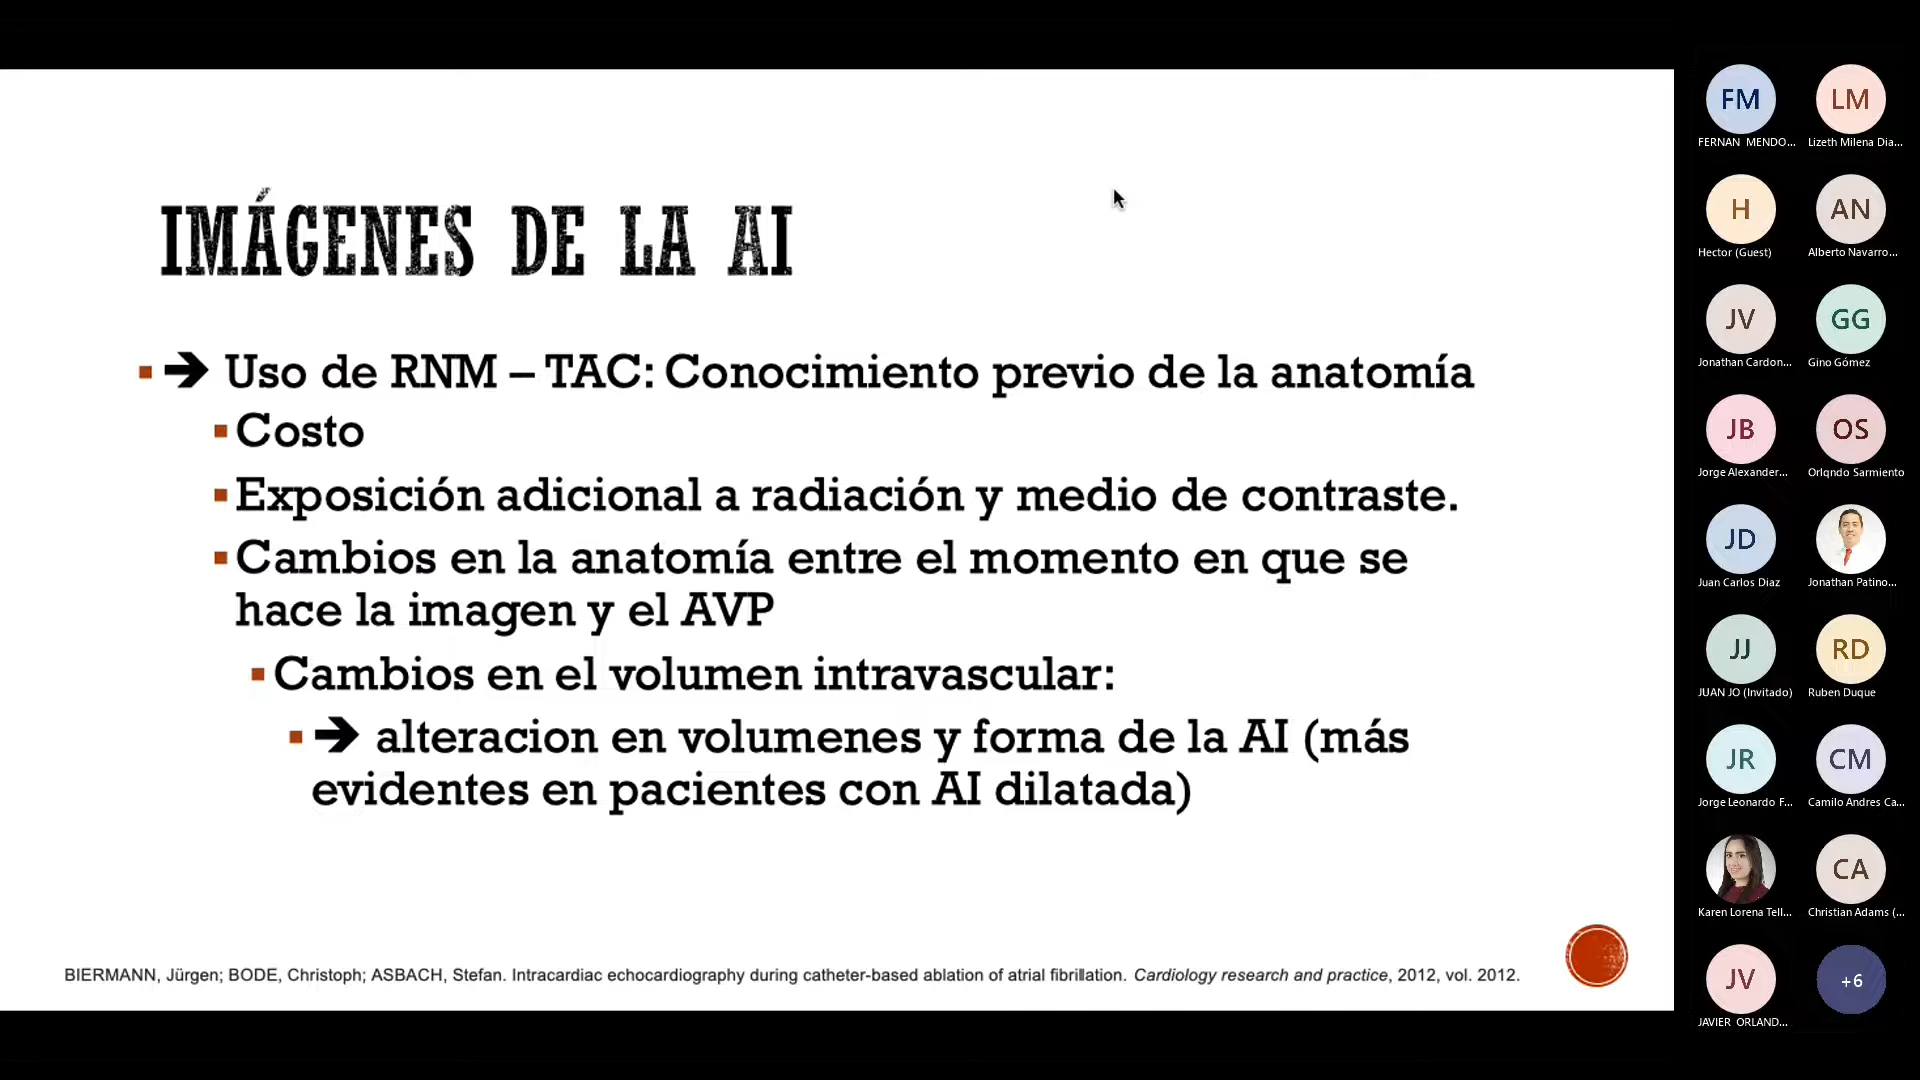 IMÁGENES DE LA AI
➔ Uso de RNM – TAC: Conocimiento previo de la anatomía
Costo
Exposición adicional a radiación y medio de contraste.
Cambios en la anatomía entre el momento en que se
hace la imagen y el AVP
Cambios en el volumen intravascular:
➔ alteracion en volumenes y forma de la AI (más
evidentes en pacientes con AI dilatada)
BIERMANN, Jürgen; BODE, Christoph; ASBACH, Stefan. Intracardiac echocardiography during catheter-based ablation of atrial fibrillation. Cardiology research and practice, 2012, vol. 2012.
FM LM
FERNAN MENDO... Lizeth Milena Dia...
H AN
Hector (Guest) Alberto Navarro...
JV GG
Jonathan Cardon... Gino Gómez
JB OS
Jorge Alexander... Orlqndo Sarmiento
JD
Juan Carlos Diaz Jonathan Patino...
JJ RD
JUAN JO (Invitado) Ruben Duque
JR CM
Jorge Leonardo F... Camilo Andres Ca...
CA
Karen Lorena Tell... Christian Adams (...
JV +6
JAVIER ORLAND...